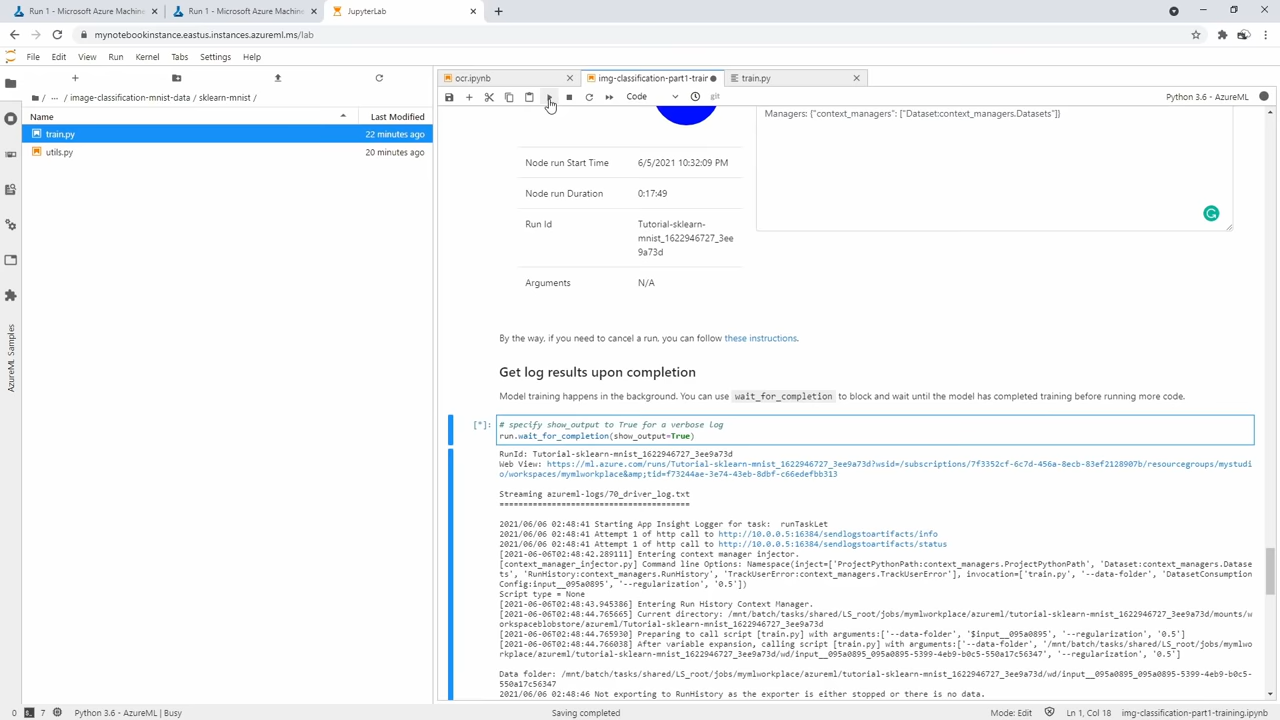 Run 1 - Microsoft Azure Machine
Run 1 - Microsoft Azure Machine
JupyterLab
mynotebookinstance.eastus.instances.azureml.ms/lab
File Edit View Run Kernel Tabs Settings Help
/ ... / image-classification-mnist-data / sklearn-mnist /
Name Last Modified
train.py 22 minutes ago
utils.py 20 minutes ago
AzureML Samples
ocr.ipynb
img-classification-part1-train
train.py
Code
git
Python 3.6 - AzureML
Managers: {"context_managers": ["Dataset:context_managers.Datasets"]}
Node run Start Time 6/5/2021 10:32:09 PM
Node run Duration 0:17:49
Run Id Tutorial-sklearn-
mnist_1622946727_3ee
9a73d
Arguments N/A
By the way, if you need to cancel a run, you can follow these instructions.
Get log results upon completion
Model training happens in the background. You can use wait_for_completion to block and wait until the model has completed training before running more code.
[*]: # specify show_output to True for a verbose log
run.wait_for_completion(show_output=True)
RunId: Tutorial-sklearn-mnist_1622946727_3ee9a73d
Web View: https://ml.azure.com/runs/Tutorial-sklearn-mnist_1622946727_3ee9a73d?wsid=/subscriptions/7f3352cf-6c7d-456a-8ecb-83ef2128907b/resourcegroups/mystudi
o/workspaces/mymlworkplace&amp;tid=f73244ae-3e74-43eb-8dbf-c66edefbb313
Streaming azureml-logs/70_driver_log.txt
========================================
2021/06/06 02:48:41 Starting App Insight Logger for task:  runTaskLet
2021/06/06 02:48:41 Attempt 1 of http call to http://10.0.0.5:16384/sendlogstoartifacts/info
2021/06/06 02:48:41 Attempt 1 of http call to http://10.0.0.5:16384/sendlogstoartifacts/status
[2021-06-06T02:48:42.289111] Entering context manager injector.
[context_manager_injector.py] Command line Options: Namespace(inject=['ProjectPythonPath:context_managers.ProjectPythonPath', 'Dataset:context_managers.Datase
ts', 'RunHistory:context_managers.RunHistory', 'TrackUserError:context_managers.TrackUserError'], invocation=['train.py', '--data-folder', 'DatasetConsumption
Config:input__095a0895', '--regularization', '0.5'])
Script type = None
[2021-06-06T02:48:43.945386] Entering Run History Context Manager.
[2021-06-06T02:48:44.765665] Current directory: /mnt/batch/tasks/shared/LS_root/jobs/mymlworkplace/azureml/tutorial-sklearn-mnist_1622946727_3ee9a73d/mounts/w
orkspaceblobstore/azureml/Tutorial-sklearn-mnist_1622946727_3ee9a73d
[2021-06-06T02:48:44.765930] Preparing to call script [train.py] with arguments:['--data-folder', '$input__095a0895', '--regularization', '0.5']
[2021-06-06T02:48:44.766038] After variable expansion, calling script [train.py] with arguments:['--data-folder', '/mnt/batch/tasks/shared/LS_root/jobs/mymlwo
rkplace/azureml/tutorial-sklearn-mnist_1622946727_3ee9a73d/wd/input__095a0895_095a0895-5399-4eb9-b0c5-550a17c56347', '--regularization', '0.5']
Data folder: /mnt/batch/tasks/shared/LS_root/jobs/mymlworkplace/azureml/tutorial-sklearn-mnist_1622946727_3ee9a73d/wd/input__095a0895_095a0895-5399-4eb9-b0c5-
550a17c56347
2021/06/06 02:48:46 Not exporting to RunHistory as the exporter is either stopped or there is no data.
0 7 Python 3.6 - AzureML | Busy Saving completed Mode: Edit Ln 1, Col 18 img-classification-part1-training.ipynb